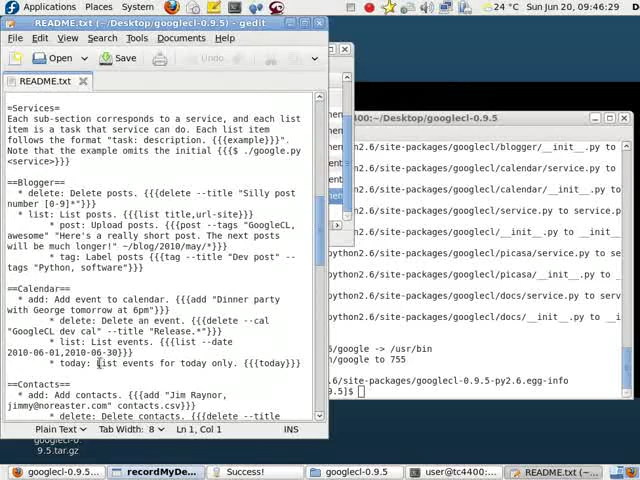 Applications Places System 24 °C Sun Jun 20, 09:46:29
README.txt (~/Desktop/googlecl-0.9.5) - gedit
File Edit View Search Tools Documents Help
Open Save Undo
README.txt
=Services=
Each sub-section corresponds to a service, and each list
item is a task that service can do. Each list item
follows the format "task: description. {{{example}}}".
Note that the example omits the initial {{{$ ./google.py
<service>}}}
==Blogger==
* delete: Delete posts. {{{delete --title "Silly post
number [0-9]*"}}}
* list: List posts. {{{list title,url-site}}}
* post: Upload posts. {{{post --tags "GoogleCL,
awesome" "Here's a really short post. The next posts
will be much longer!" ~/blog/2010/may/*}}}
* tag: Label posts {{{tag --title "Dev post" --
tags "Python, software"}}}
==Calendar==
* add: Add event to calendar. {{{add "Dinner party
with George tomorrow at 6pm"}}}
* delete: Delete an event. {{{delete --cal
"GoogleCL dev cal" --title "Release.*"}}}
* list: List events. {{{list --date
2010-06-01,2010-06-30}}}
* today: List events for today only. {{{today}}}
==Contacts==
* add: Add contacts. {{{add "Jim Raynor,
jimmy@noreaster.com" contacts.csv}}}
* delete: Delete contacts. {{{delete --title
Plain Text Tab Width: 8 Ln 1, Col 1 INS
400:~/Desktop/googlecl-0.9.5
on2.6/site-packages/googlecl/blogger/__init__.py to
on2.6/site-packages/googlecl/calendar/service.py to
on2.6/site-packages/googlecl/calendar/__init__.py to
on2.6/site-packages/googlecl/service.py to service.p
on2.6/site-packages/googlecl/__init__.py to __init__.
python2.6/site-packages/googlecl/picasa/__init__.py to
python2.6/site-packages/googlecl/picasa/service.py to
python2.6/site-packages/googlecl/docs/service.py to serv
python2.6/site-packages/googlecl/docs/__init__.py to __i
/google -> /usr/bin
n/google to 755
.6/site-packages/googlecl-0.9.5-py2.6.egg-info
.9.5]$
9.5.tar.gz
googlecl-0.9.5... recordMyDe... Success! googlecl-0.9.5 user@tc4400:~... README.txt (~...